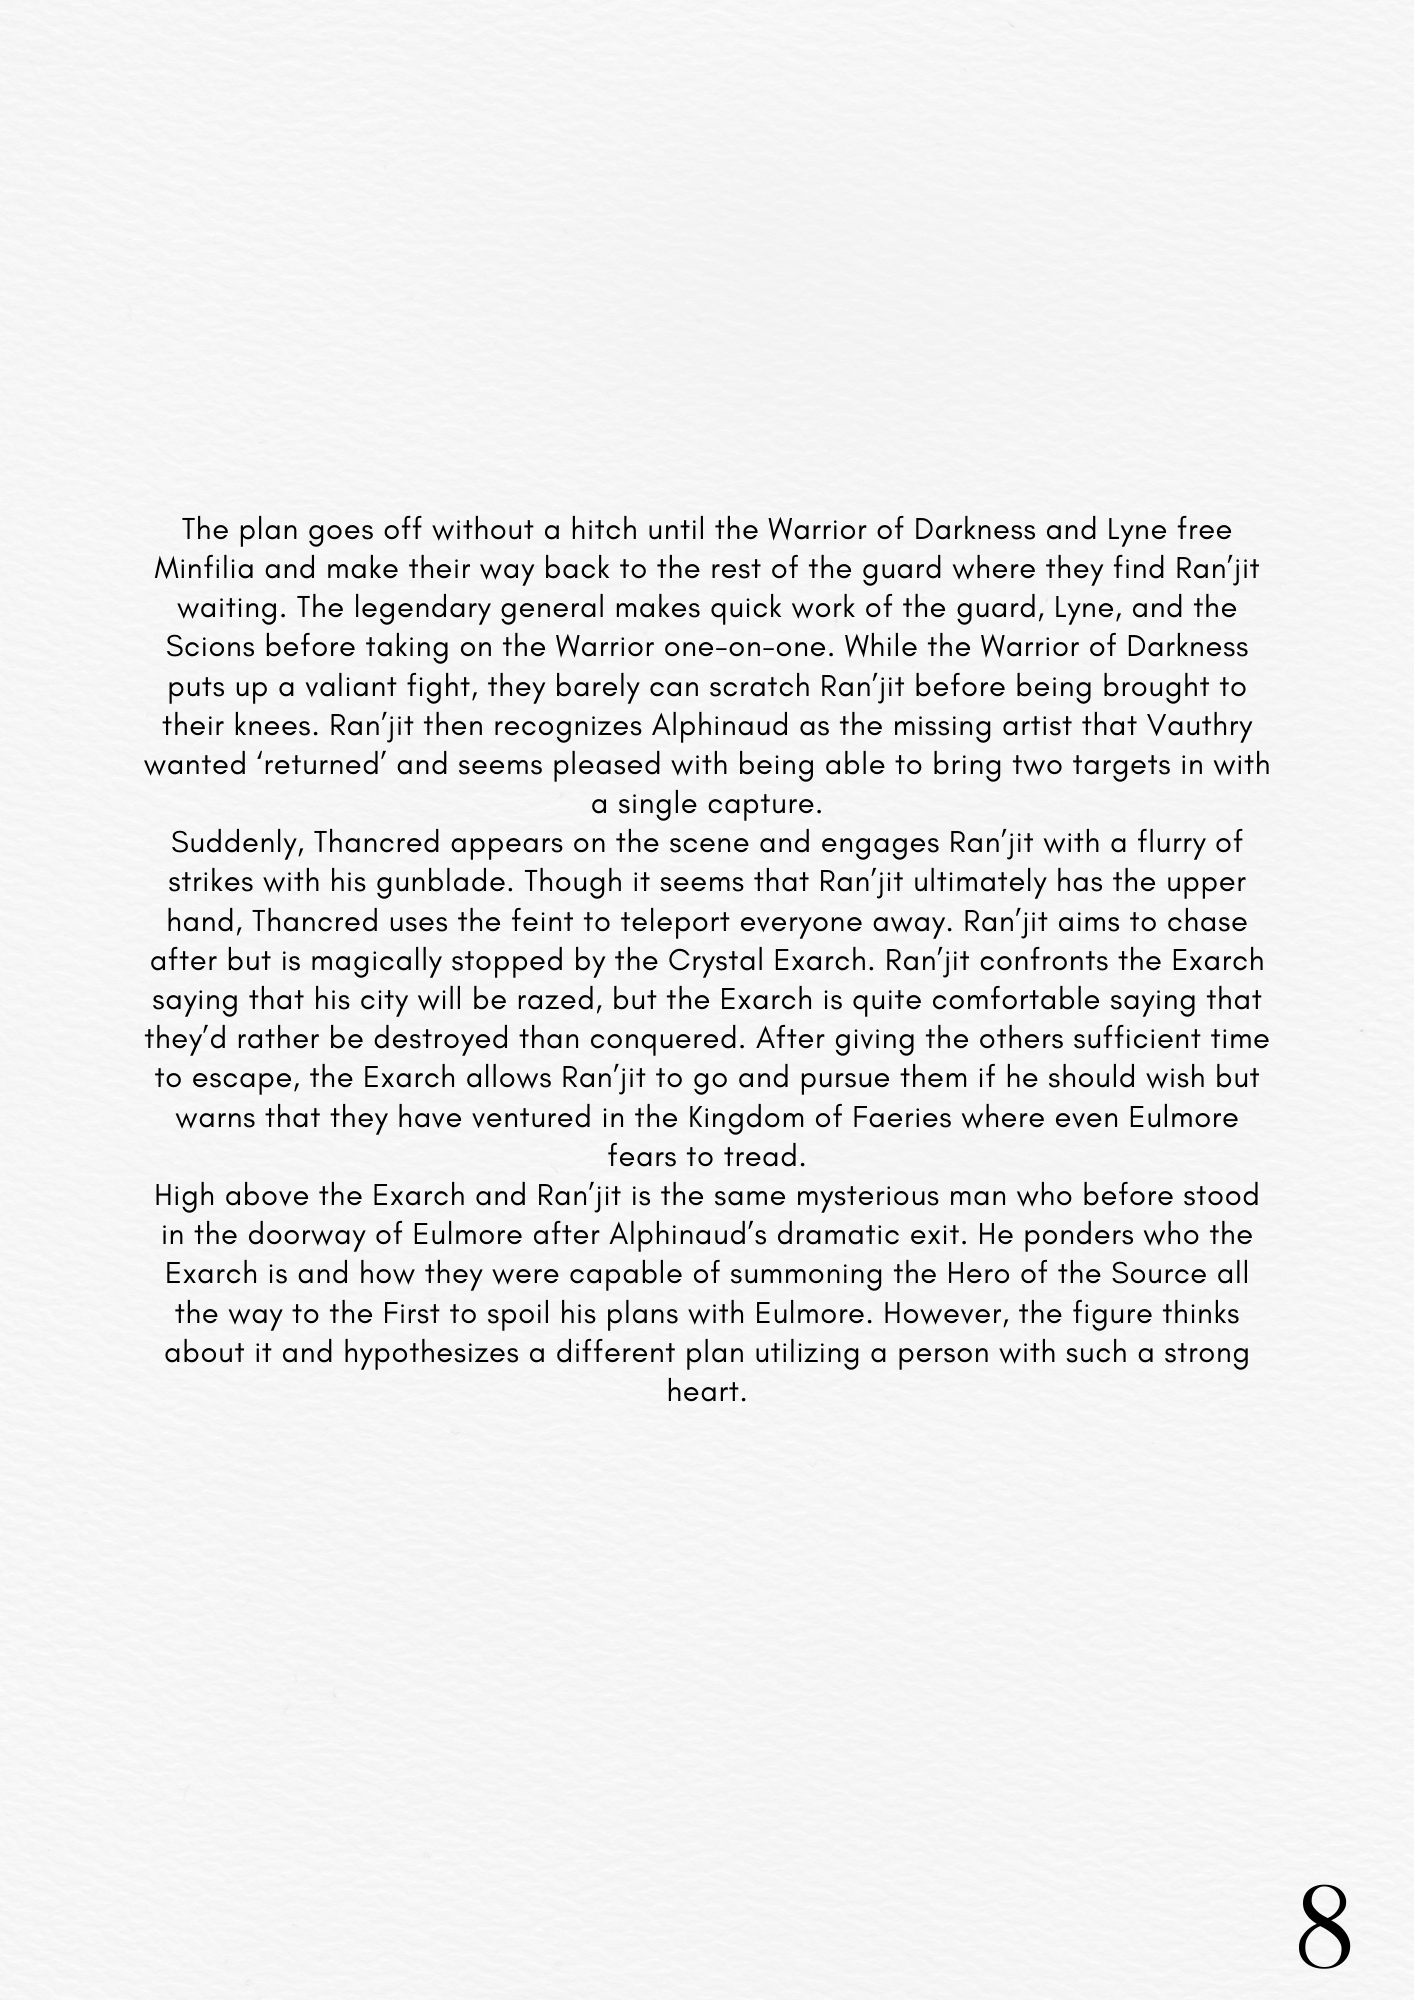 The plan goes off without a hitch until the Warrior of Darkness and Lyne free
Minfilia and make their way back to the rest of the guard where they find Ran’jit
waiting. The legendary general makes quick work of the guard, Lyne, and the
Scions before taking on the Warrior one-on-one. While the Warrior of Darkness
puts up a valiant fight, they barely can scratch Ran’jit before being brought to
their knees. Ran’jit then recognizes Alphinaud as the missing artist that Vauthry
wanted ‘returned’ and seems pleased with being able to bring two targets in with
a single capture.
Suddenly, Thancred appears on the scene and engages Ran’jit with a flurry of
strikes with his gunblade. Though it seems that Ran’jit ultimately has the upper
hand, Thancred uses the feint to teleport everyone away. Ran’jit aims to chase
after but is magically stopped by the Crystal Exarch. Ran’jit confronts the Exarch
saying that his city will be razed, but the Exarch is quite comfortable saying that
they’d rather be destroyed than conquered. After giving the others sufficient time
to escape, the Exarch allows Ran’jit to go and pursue them if he should wish but
warns that they have ventured in the Kingdom of Faeries where even Eulmore
fears to tread.
High above the Exarch and Ran’jit is the same mysterious man who before stood
in the doorway of Eulmore after Alphinaud’s dramatic exit. He ponders who the
Exarch is and how they were capable of summoning the Hero of the Source all
the way to the First to spoil his plans with Eulmore. However, the figure thinks
about it and hypothesizes a different plan utilizing a person with such a strong
heart.
8